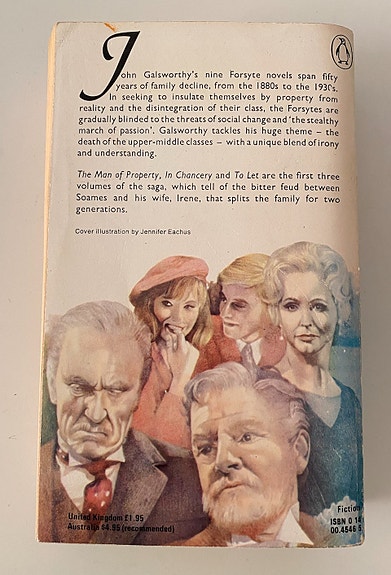 John Galsworthy's nine Forsyte novels span fifty
years of family decline, from the 1880s to the 1930s.
In seeking to insulate themselves by property from
reality and the disintegration of their class, the Forsytes are
gradually blinded to the threats of social change and 'the stealthy
march of passion'. Galsworthy tackles his huge theme – the
death of the upper-middle classes – with a unique blend of irony
and understanding.
The Man of Property, In Chancery and To Let are the first three
volumes of the saga, which tell of the bitter feud between
Soames and his wife, Irene, that splits the family for two
generations.
Cover illustration by Jennifer Eachus
United Kingdom £1.95
Australia $4.95 (recommended)
Fiction
ISBN 0 14
00.4546 5